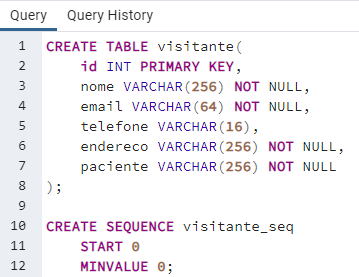 Query Query History
1 CREATE TABLE visitante(
2 id INT PRIMARY KEY,
3 nome VARCHAR(256) NOT NULL,
4 email VARCHAR(64) NOT NULL,
5 telefone VARCHAR(16),
6 endereco VARCHAR(256) NOT NULL,
7 paciente VARCHAR(256) NOT NULL
8 );
9
10 CREATE SEQUENCE visitante_seq
11 START 0
12 MINVALUE 0;